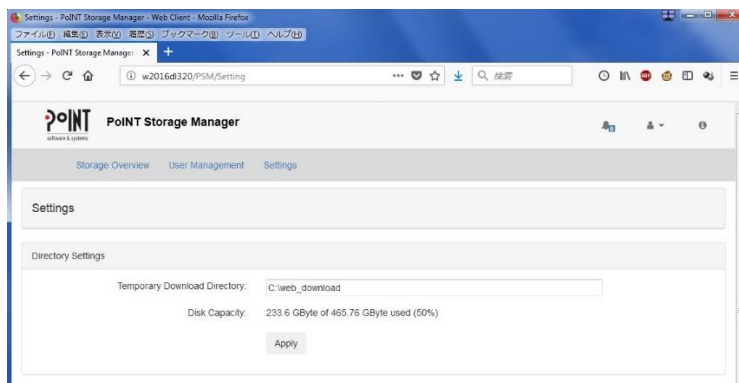 Settings - PoINT Storage Manager - Web Client - Mozilla Firefox
ファイル(F) 編集(E) 表示(V) 履歴(S) ブックマーク(B) ツール(T) ヘルプ(H)
Settings - PoINT Storage Manager
w2016dl320/PSM/Setting
検索
PoINT
software & systems
PoINT Storage Manager
Storage Overview User Management Settings
Settings
Directory Settings
Temporary Download Directory: C:\web_download
Disk Capacity: 233.6 GByte of 465.76 GByte used (50%)
Apply